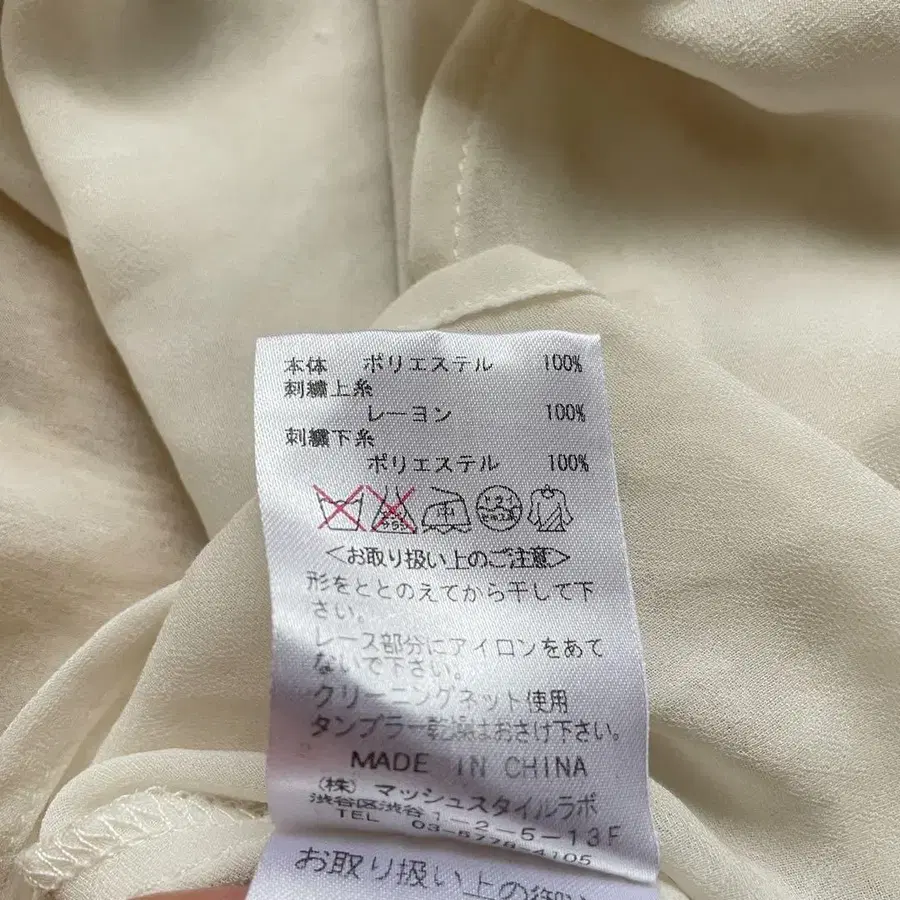 本体 ポリエステル 100%
刺繍上糸
レーヨン 100%
刺繍下糸
ポリエステル 100%
中
<お取り扱い上のご注意>
形をととのえてから干して下
さい。
レース部分にアイロンをあて
ないで下さい。
クリーニングネット使用
タンブラー乾燥はおさけ下さい。
MADE IN CHINA
(株) マッシュスタイルラボ
渋谷区渋谷1-2-5-13F
TEL 03-5778-4105
お取り扱い上の